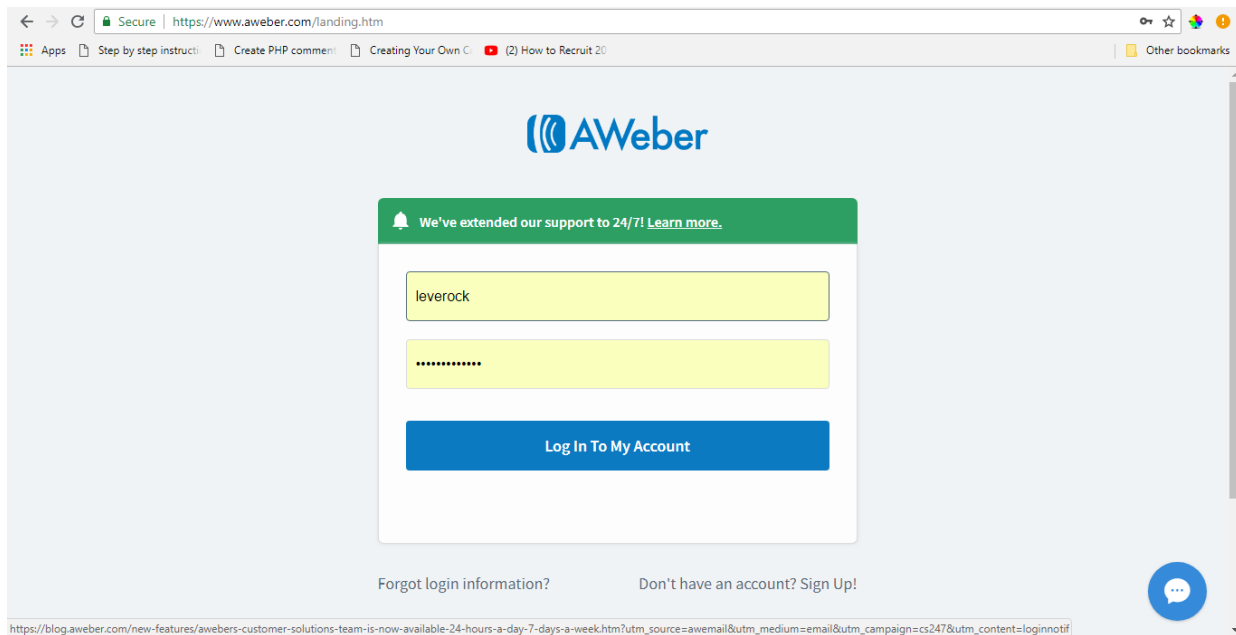 Secure | https://www.aweber.com/landing.htm
Apps Step by step instructi Create PHP comment Creating Your Own C (2) How to Recruit 20 Other bookmarks
AWeber
We've extended our support to 24/7! Learn more.
leverock
•••••••••••••
Log In To My Account
Forgot login information? Don't have an account? Sign Up!
https://blog.aweber.com/new-features/awebers-customer-solutions-team-is-now-available-24-hours-a-day-7-days-a-week.htm?utm_source=awemail&utm_medium=email&utm_campaign=cs247&utm_content=loginnotif